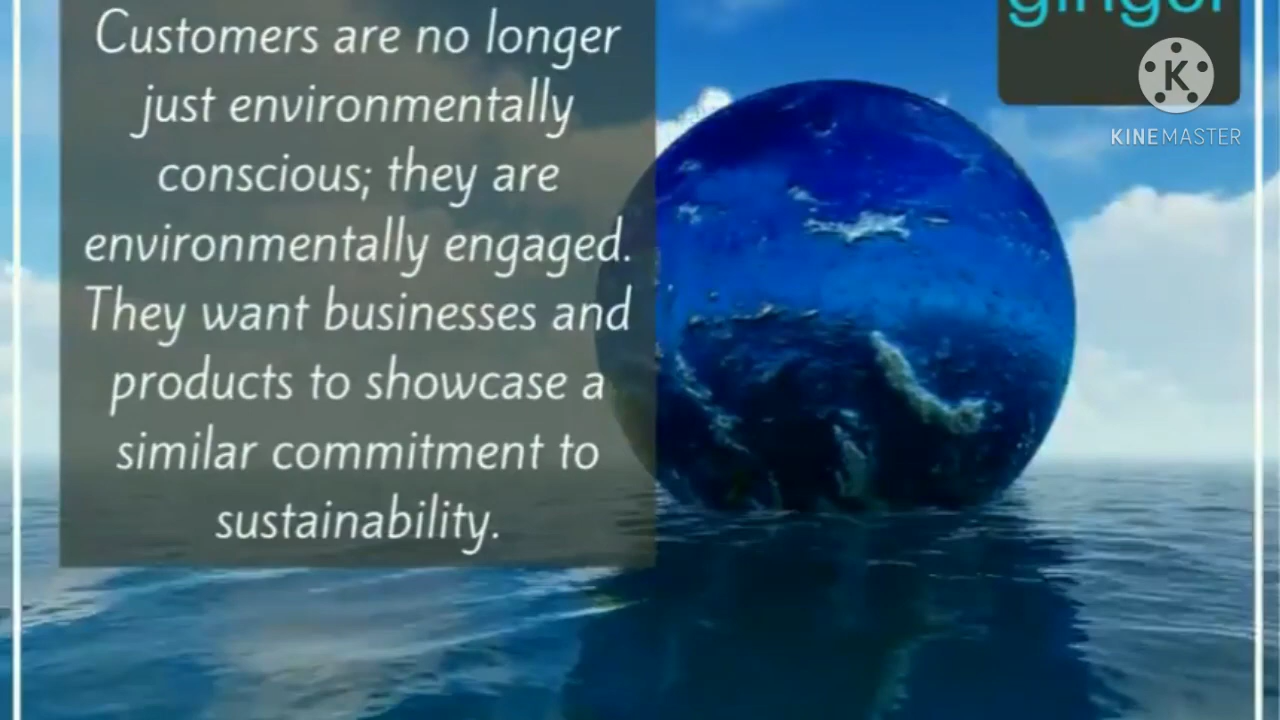 Customers are no longer
just environmentally
conscious; they are
environmentally engaged.
They want businesses and
products to showcase a
similar commitment to
sustainability.
K
KINEMASTER